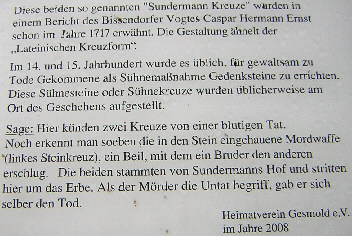 Diese beiden so genannten "Sundermann Kreuze" wurden in
einem Bericht des Bissendorfer Vogtes Caspar Hermann Ernst
schon im Jahre 1717 erwähnt. Die Gestaltung ähnelt der
„Lateinischen Kreuzform“.
Im 14. und 15. Jahrhundert wurde es üblich, für gewaltsam zu
Tode Gekommene als Sühnemaßnahme Gedenksteine zu errichten.
Diese Sühnesteine oder Sühnekreuze wurden üblicherweise am
Ort des Geschehens aufgestellt.
Sage: Hier künden zwei Kreuze von einer blutigen Tat.
Noch erkennt man soeben die in den Stein eingehauene Mordwaffe
(linkes Steinkreuz), ein Beil, mit dem ein Bruder den anderen
erschlug. Die beiden stammten von Sundermanns Hof und stritten
hier um das Erbe. Als der Mörder die Untat begriff, gab er sich
selber den Tod.
Heimatverein Gesmold e.V.
im Jahre 2008